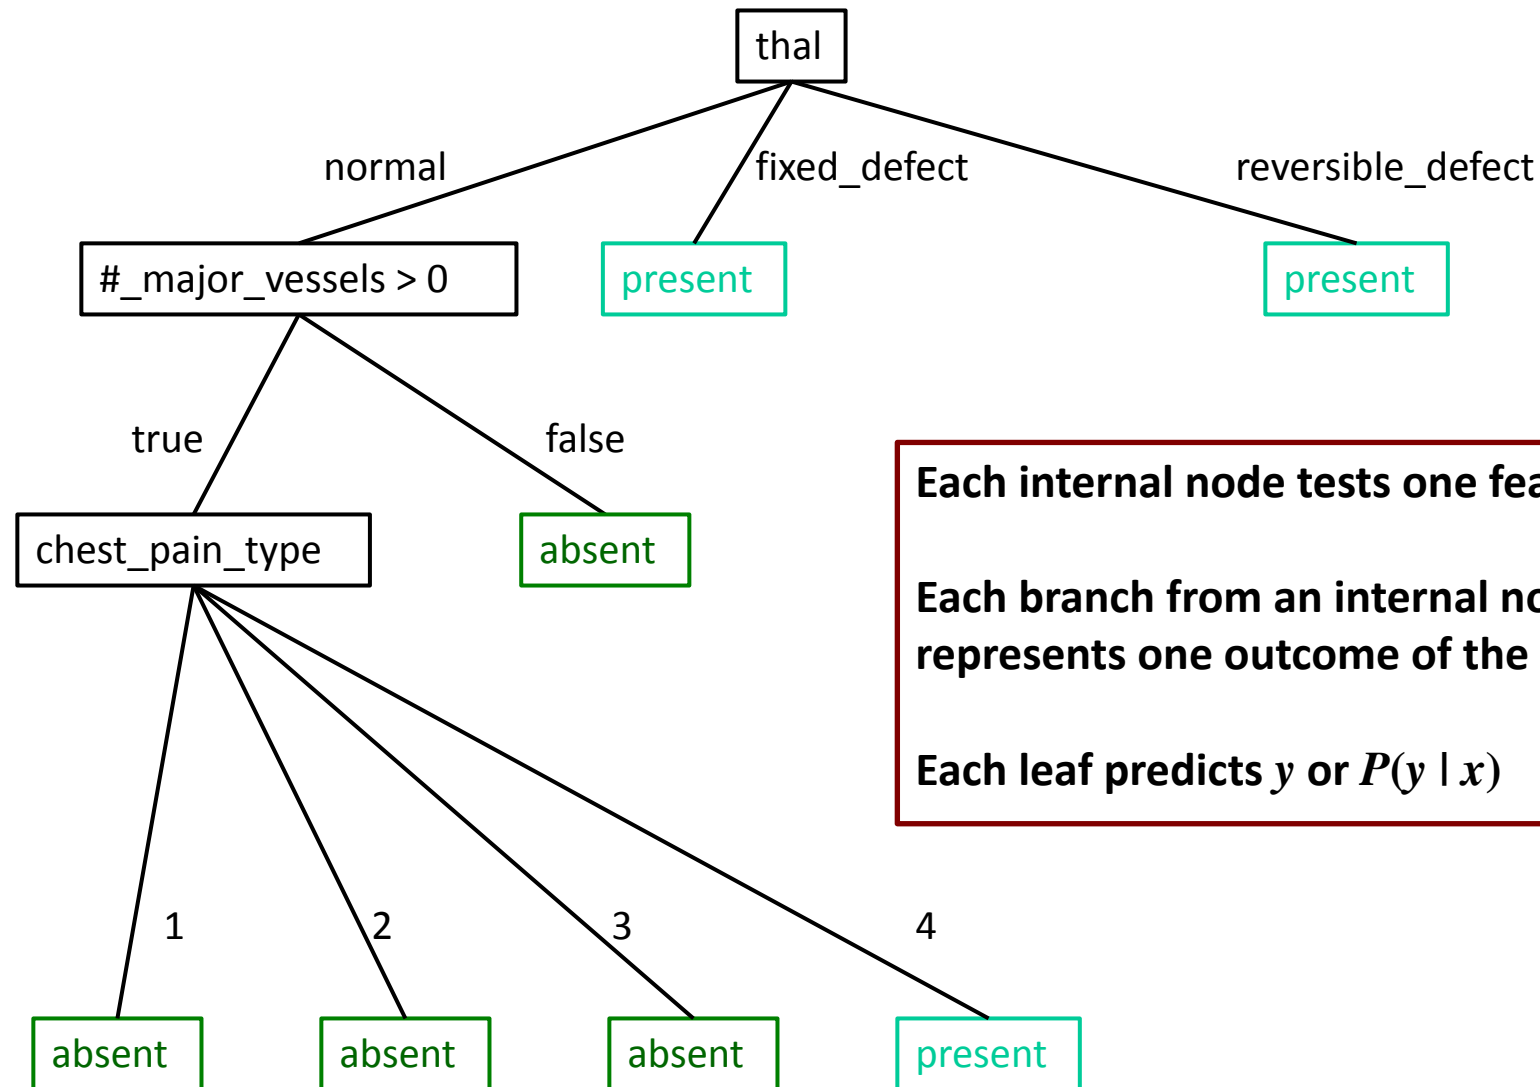 thal
normal
fixed_defect
reversible_defect
#_major_vessels > 0
present
present
true
false
chest_pain_type
absent
Each internal node tests one
Each branch from an internal
represents one outcome of the
Each leaf predicts y or P(y | x)
1
2
3
4
absent
absent
absent
present